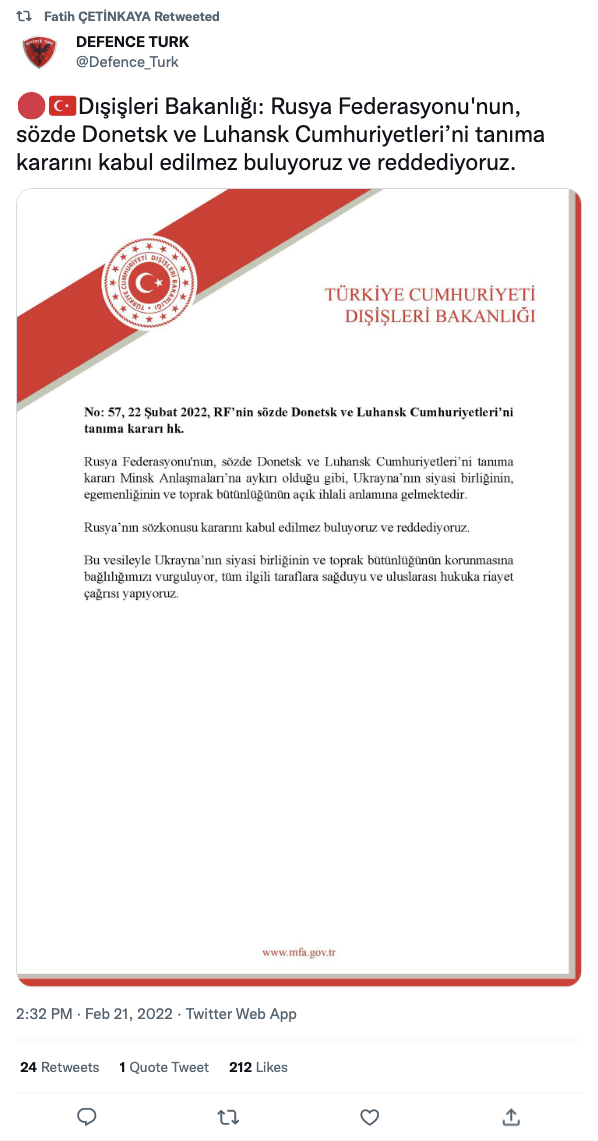 Fatih ÇETİNKAYA Retweeted
DEFENCE TURK
@Defence_Turk
Dışişleri Bakanlığı: Rusya Federasyonu'nun,
sözde Donetsk ve Luhansk Cumhuriyetleri’ni tanıma
kararını kabul edilmez buluyoruz ve reddediyoruz.
TÜRKİYE CUMHURİYETİ DIŞİŞLERİ BAKANLIĞI
TÜRKİYE CUMHURİYETİ
DIŞİŞLERİ BAKANLIĞI
No: 57, 22 Şubat 2022, RF’nin sözde Donetsk ve Luhansk Cumhuriyetleri’ni
tanıma kararı hk.
Rusya Federasyonu'nun, sözde Donetsk ve Luhansk Cumhuriyetleri’ni tanıma
kararı Minsk Anlaşmaları’na aykırı olduğu gibi, Ukrayna’nın siyasi birliğinin,
egemenliğinin ve toprak bütünlüğünün açık ihlali anlamına gelmektedir.
Rusya’nın sözkonusu kararını kabul edilmez buluyoruz ve reddediyoruz.
Bu vesileyle Ukrayna’nın siyasi birliğinin ve toprak bütünlüğünün korunmasına
bağlılığımızı vurguluyor, tüm ilgili taraflara sağduyu ve uluslarası hukuka riayet
çağrısı yapıyoruz.
www.mfa.gov.tr
2:32 PM · Feb 21, 2022 · Twitter Web App
24 Retweets 1 Quote Tweet 212 Likes